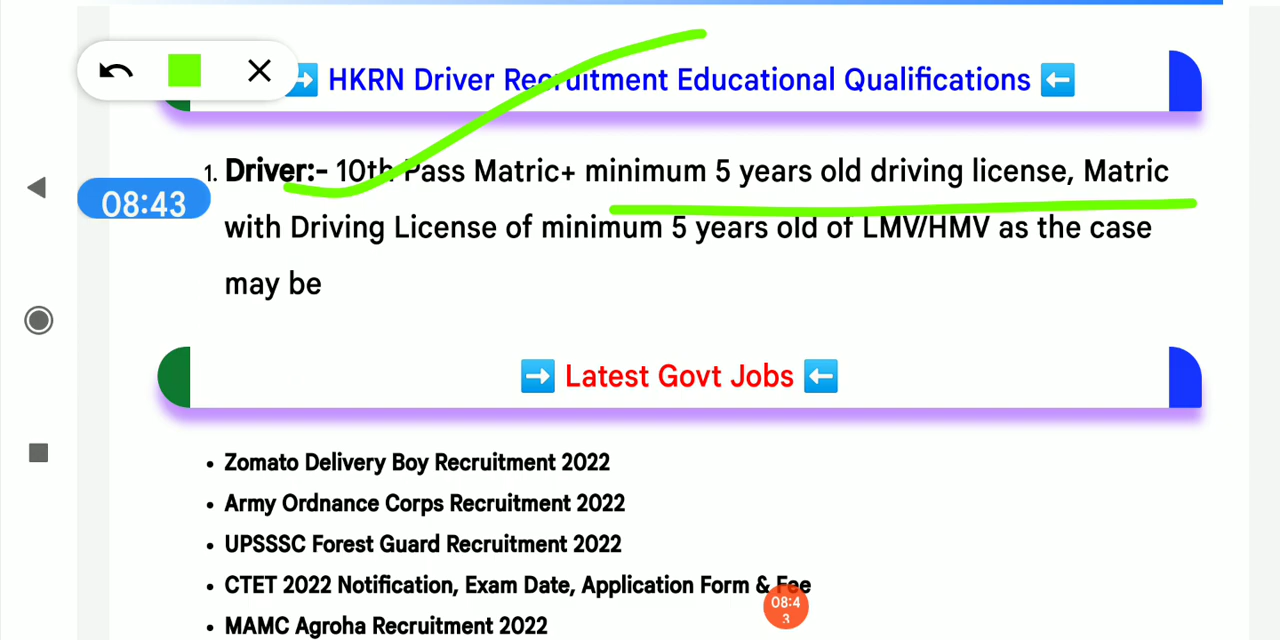 HKRN Driver Recruitment Educational Qualifications
1. Driver:- 10th Pass Matric+ minimum 5 years old driving license, Matric
08:43
with Driving License of minimum 5 years old of LMV/HMV as the case
may be
Latest Govt Jobs
• Zomato Delivery Boy Recruitment 2022
• Army Ordnance Corps Recruitment 2022
• UPSSSC Forest Guard Recruitment 2022
• CTET 2022 Notification, Exam Date, Application Form & Fee
08:4
3
• MAMC Agroha Recruitment 2022